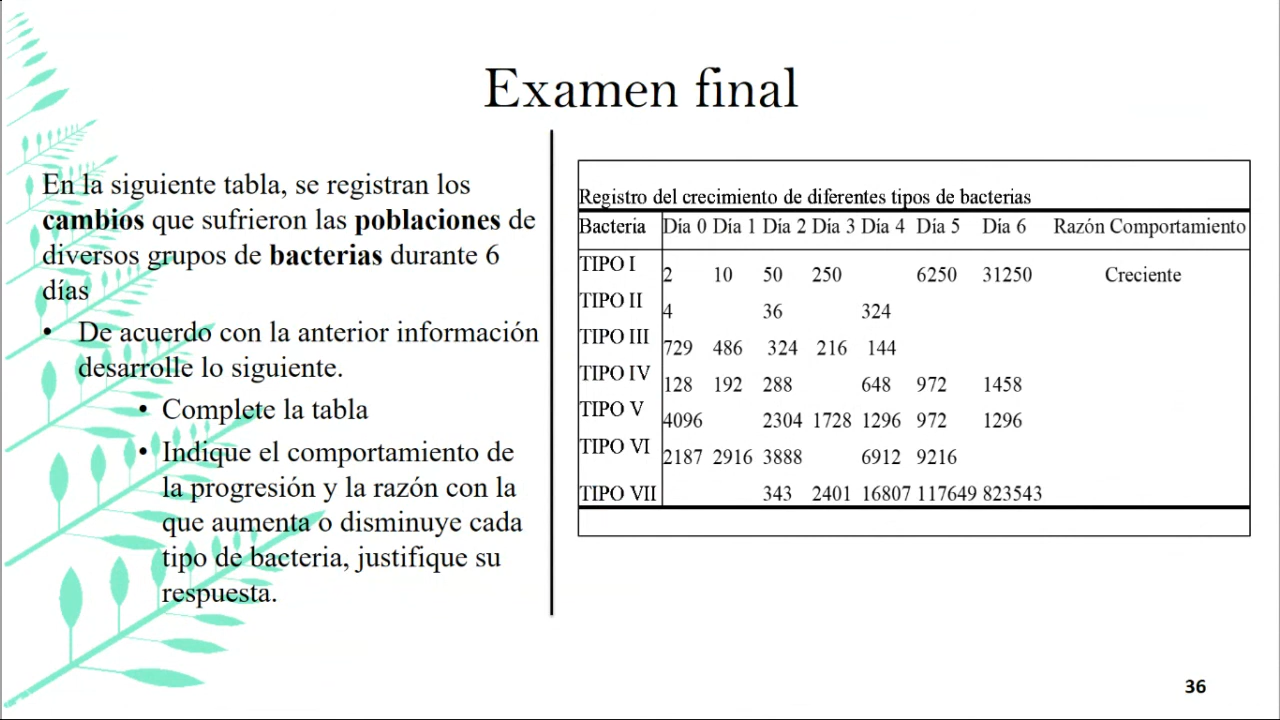 Examen final
En la siguiente tabla, se registran los
cambios que sufrieron las poblaciones de
diversos grupos de bacterias durante 6
días
• De acuerdo con la anterior información
desarrolle lo siguiente.
• Complete la tabla
• Indique el comportamiento de
la progresión y la razón con la
que aumenta o disminuye cada
tipo de bacteria, justifique su
respuesta.
Registro del crecimiento de diferentes tipos de bacterias
Bacteria Día 0 Día 1 Día 2 Día 3 Día 4 Día 5 Día 6 Razón Comportamiento
TIPO I 2 10 50 250 6250 31250 Creciente
TIPO II 4 36 324
TIPO III 729 486 324 216 144
TIPO IV 128 192 288 648 972 1458
TIPO V 4096 2304 1728 1296 972 1296
TIPO VI 2187 2916 3888 6912 9216
TIPO VII 343 2401 16807 117649 823543
36